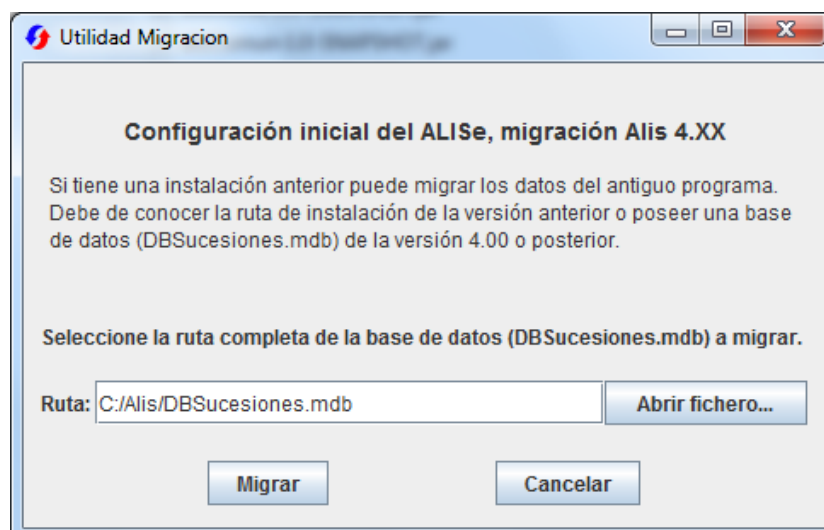 Utilidad Migracion
Configuración inicial del ALISe, migración Alis 4.XX
Si tiene una instalación anterior puede migrar los datos del antiguo programa.
Debe de conocer la ruta de instalación de la versión anterior o poseer una base
de datos (DBSucesiones.mdb) de la versión 4.00 o posterior.
Seleccione la ruta completa de la base de datos (DBSucesiones.mdb) a migrar.
Ruta: C:/Alis/DBSucesiones.mdb Abrir fichero...
Migrar Cancelar